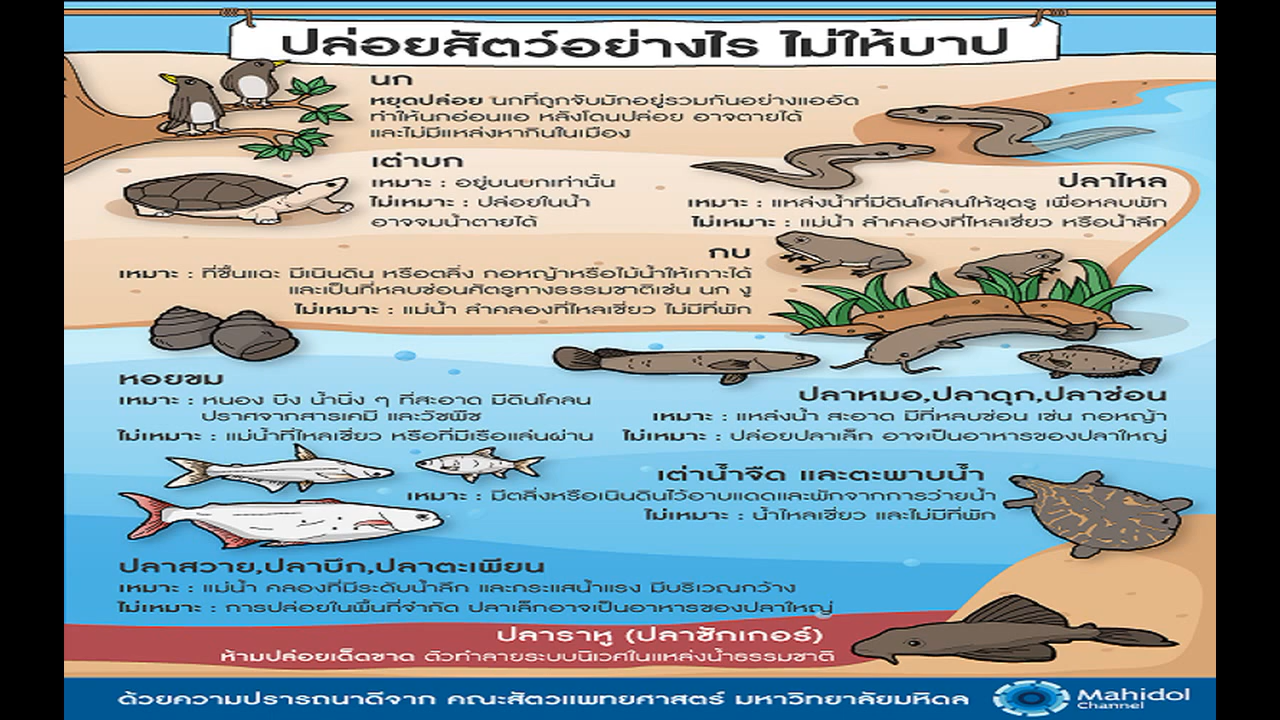 ปล่อยสัตว์อย่างไร ไม่ให้บาป
นก
หยุดปล่อย นกที่ถูกจับมักอยู่รวมกันอย่างแออัด
ทำให้นกอ่อนแอ หลังโดนปล่อย อาจตายได้
และไม่มีแหล่งหากินในเมือง
เต่าบก
เหมาะ : อยู่บนบกเท่านั้น
ไม่เหมาะ : ปล่อยในน้ำ
อาจจมน้ำตายได้
ปลาไหล
เหมาะ : แหล่งน้ำที่มีดินโคลนให้ขุดรู เพื่อหลบพัก
ไม่เหมาะ : แม่น้ำ ลำคลองที่ไหลเชี่ยว หรือน้ำลึก
กบ
เหมาะ : ที่ชื้นแฉะ มีเนินดิน หรือตลิ่ง กอหญ้าหรือไม้น้ำให้เกาะได้
และเป็นที่หลบซ่อนศัตรูทางธรรมชาติเช่น นก งู
ไม่เหมาะ : แม่น้ำ ลำคลองที่ไหลเชี่ยว ไม่มีที่พัก
หอยขม
เหมาะ : หนอง บึง น้ำนิ่ง ๆ ที่สะอาด มีดินโคลน
ปราศจากสารเคมี และวัชพืช
ไม่เหมาะ : แม่น้ำที่ไหลเชี่ยว หรือที่มีเรือแล่นผ่าน
ปลาหมอ,ปลาดุก,ปลาช่อน
เหมาะ : แหล่งน้ำ สะอาด มีที่หลบซ่อน เช่น กอหญ้า
ไม่เหมาะ : ปล่อยปลาเล็ก อาจเป็นอาหารของปลาใหญ่
เต่าน้ำจืด และตะพาบน้ำ
เหมาะ : มีตลิ่งหรือเนินดินไว้อาบแดดและพักจากการว่ายน้ำ
ไม่เหมาะ : น้ำไหลเชี่ยว และไม่มีที่พัก
ปลาสวาย,ปลาบึก,ปลาตะเพียน
เหมาะ : แม่น้ำ คลองที่มีระดับน้ำลึก และกระแสน้ำแรง มีบริเวณกว้าง
ไม่เหมาะ : การปล่อยในพื้นที่จำกัด ปลาเล็กอาจเป็นอาหารของปลาใหญ่
ปลาราหู (ปลาซักเกอร์)
ห้ามปล่อยเด็ดขาด ตัวทำลายระบบนิเวศในแหล่งน้ำธรรมชาติ
ด้วยความปรารถนาดีจาก คณะสัตวแพทยศาสตร์ มหาวิทยาลัยมหิดล
Mahidol
Channel